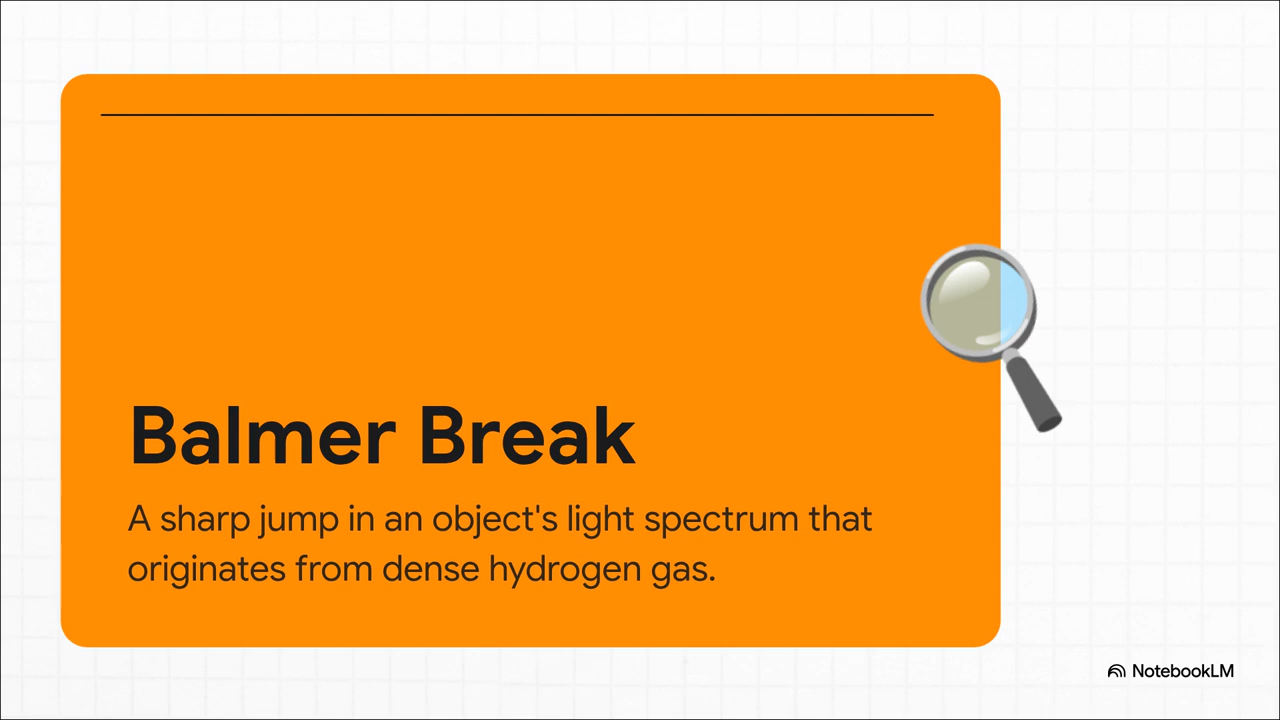 Balmer Break
A sharp jump in an object's light spectrum that
originates from dense hydrogen gas.
NotebookLM